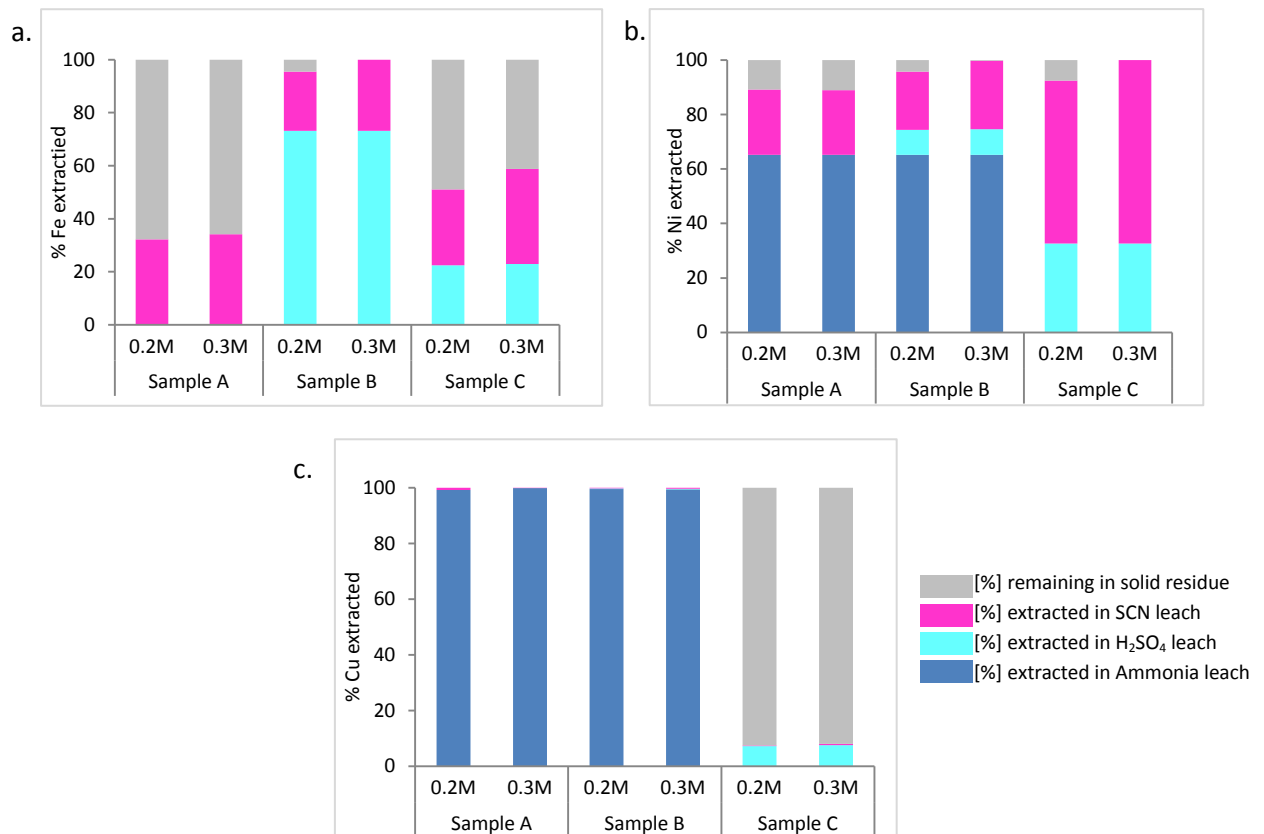 a.
% Fe extractied
100
80
60
40
20
0
0.2M 0.3M 0.2M 0.3M 0.2M 0.3M
Sample A Sample B Sample C
b.
% Ni extracted
100
80
60
40
20
0
0.2M 0.3M 0.2M 0.3M 0.2M 0.3M
Sample A Sample B Sample C
c.
% Cu extracted
100
80
60
40
20
0
0.2M 0.3M 0.2M 0.3M 0.2M 0.3M
Sample A Sample B Sample C
[%] remaining in solid residue
[%] extracted in SCN leach
[%] extracted in H₂SO₄ leach
[%] extracted in Ammonia leach